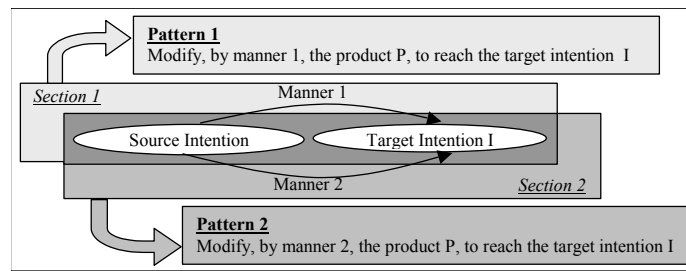 Pattern 1
Modify, by manner 1, the product P, to reach the target intention I
Section 1
Manner 1
Source Intention
Target Intention I
Manner 2
Section 2
Pattern 2
Modify, by manner 2, the product P, to reach the target intention I